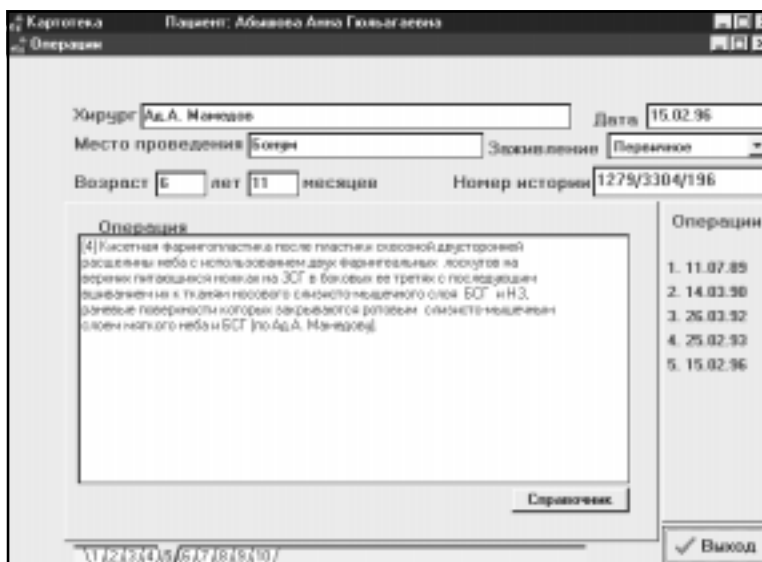 Картотека Пациент: Абышова Анна Гюльагаевна
Операции
Хирург Ад.А. Мамедов Дата 15.02.96
Место проведения Бонум Заживление Первичное
Возраст 6 лет 11 месяцев Номер истории 1279/3304/196
Операция Операции
[4] Кисетная фарингопластика после пластики сквозной двусторонней
расщелины неба с использованием двух фарингеальных лоскутов на
верхних питающихся ножках на ЗСГ в боковых ее третях с последующим
вшиванием их к тканям носового слизисто-мышечного слоя БСГ и НЗ,
раневые поверхности которых закрываются ротовым слизисто-мышечным
слоем мягкого неба и БСГ (по Ад.А. Мамедову).
1. 11.07.89
2. 14.03.90
3. 26.03.92
4. 25.02.93
5. 15.02.96
Справочник
\1/2/3/4\5/6/7/8/9/10/
Выход